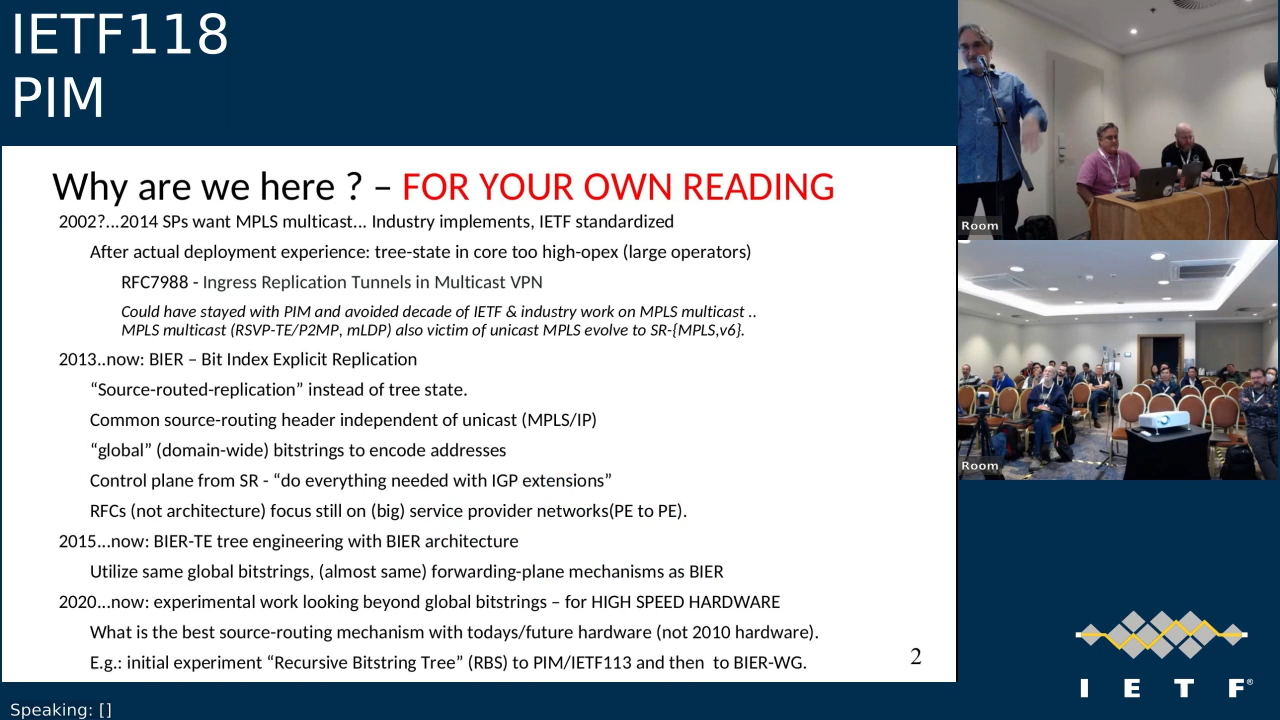 IETF118
PIM
Why are we here ? – FOR YOUR OWN READING
2002?...2014 SPs want MPLS multicast... Industry implements, IETF standardized
After actual deployment experience: tree-state in core too high-opex (large operators)
RFC7988 - Ingress Replication Tunnels in Multicast VPN
Could have stayed with PIM and avoided decade of IETF & industry work on MPLS multicast ..
MPLS multicast (RSVP-TE/P2MP, mLDP) also victim of unicast MPLS evolve to SR-{MPLS,v6}.
2013..now: BIER – Bit Index Explicit Replication
“Source-routed-replication” instead of tree state.
Common source-routing header independent of unicast (MPLS/IP)
“global” (domain-wide) bitstrings to encode addresses
Control plane from SR - “do everything needed with IGP extensions”
RFCs (not architecture) focus still on (big) service provider networks(PE to PE).
2015...now: BIER-TE tree engineering with BIER architecture
Utilize same global bitstrings, (almost same) forwarding-plane mechanisms as BIER
2020...now: experimental work looking beyond global bitstrings – for HIGH SPEED HARDWARE
What is the best source-routing mechanism with todays/future hardware (not 2010 hardware).
E.g.: initial experiment “Recursive Bitstring Tree” (RBS) to PIM/IETF113 and then  to BIER-WG.
2
Room
Room
I E T F®
Speaking: []